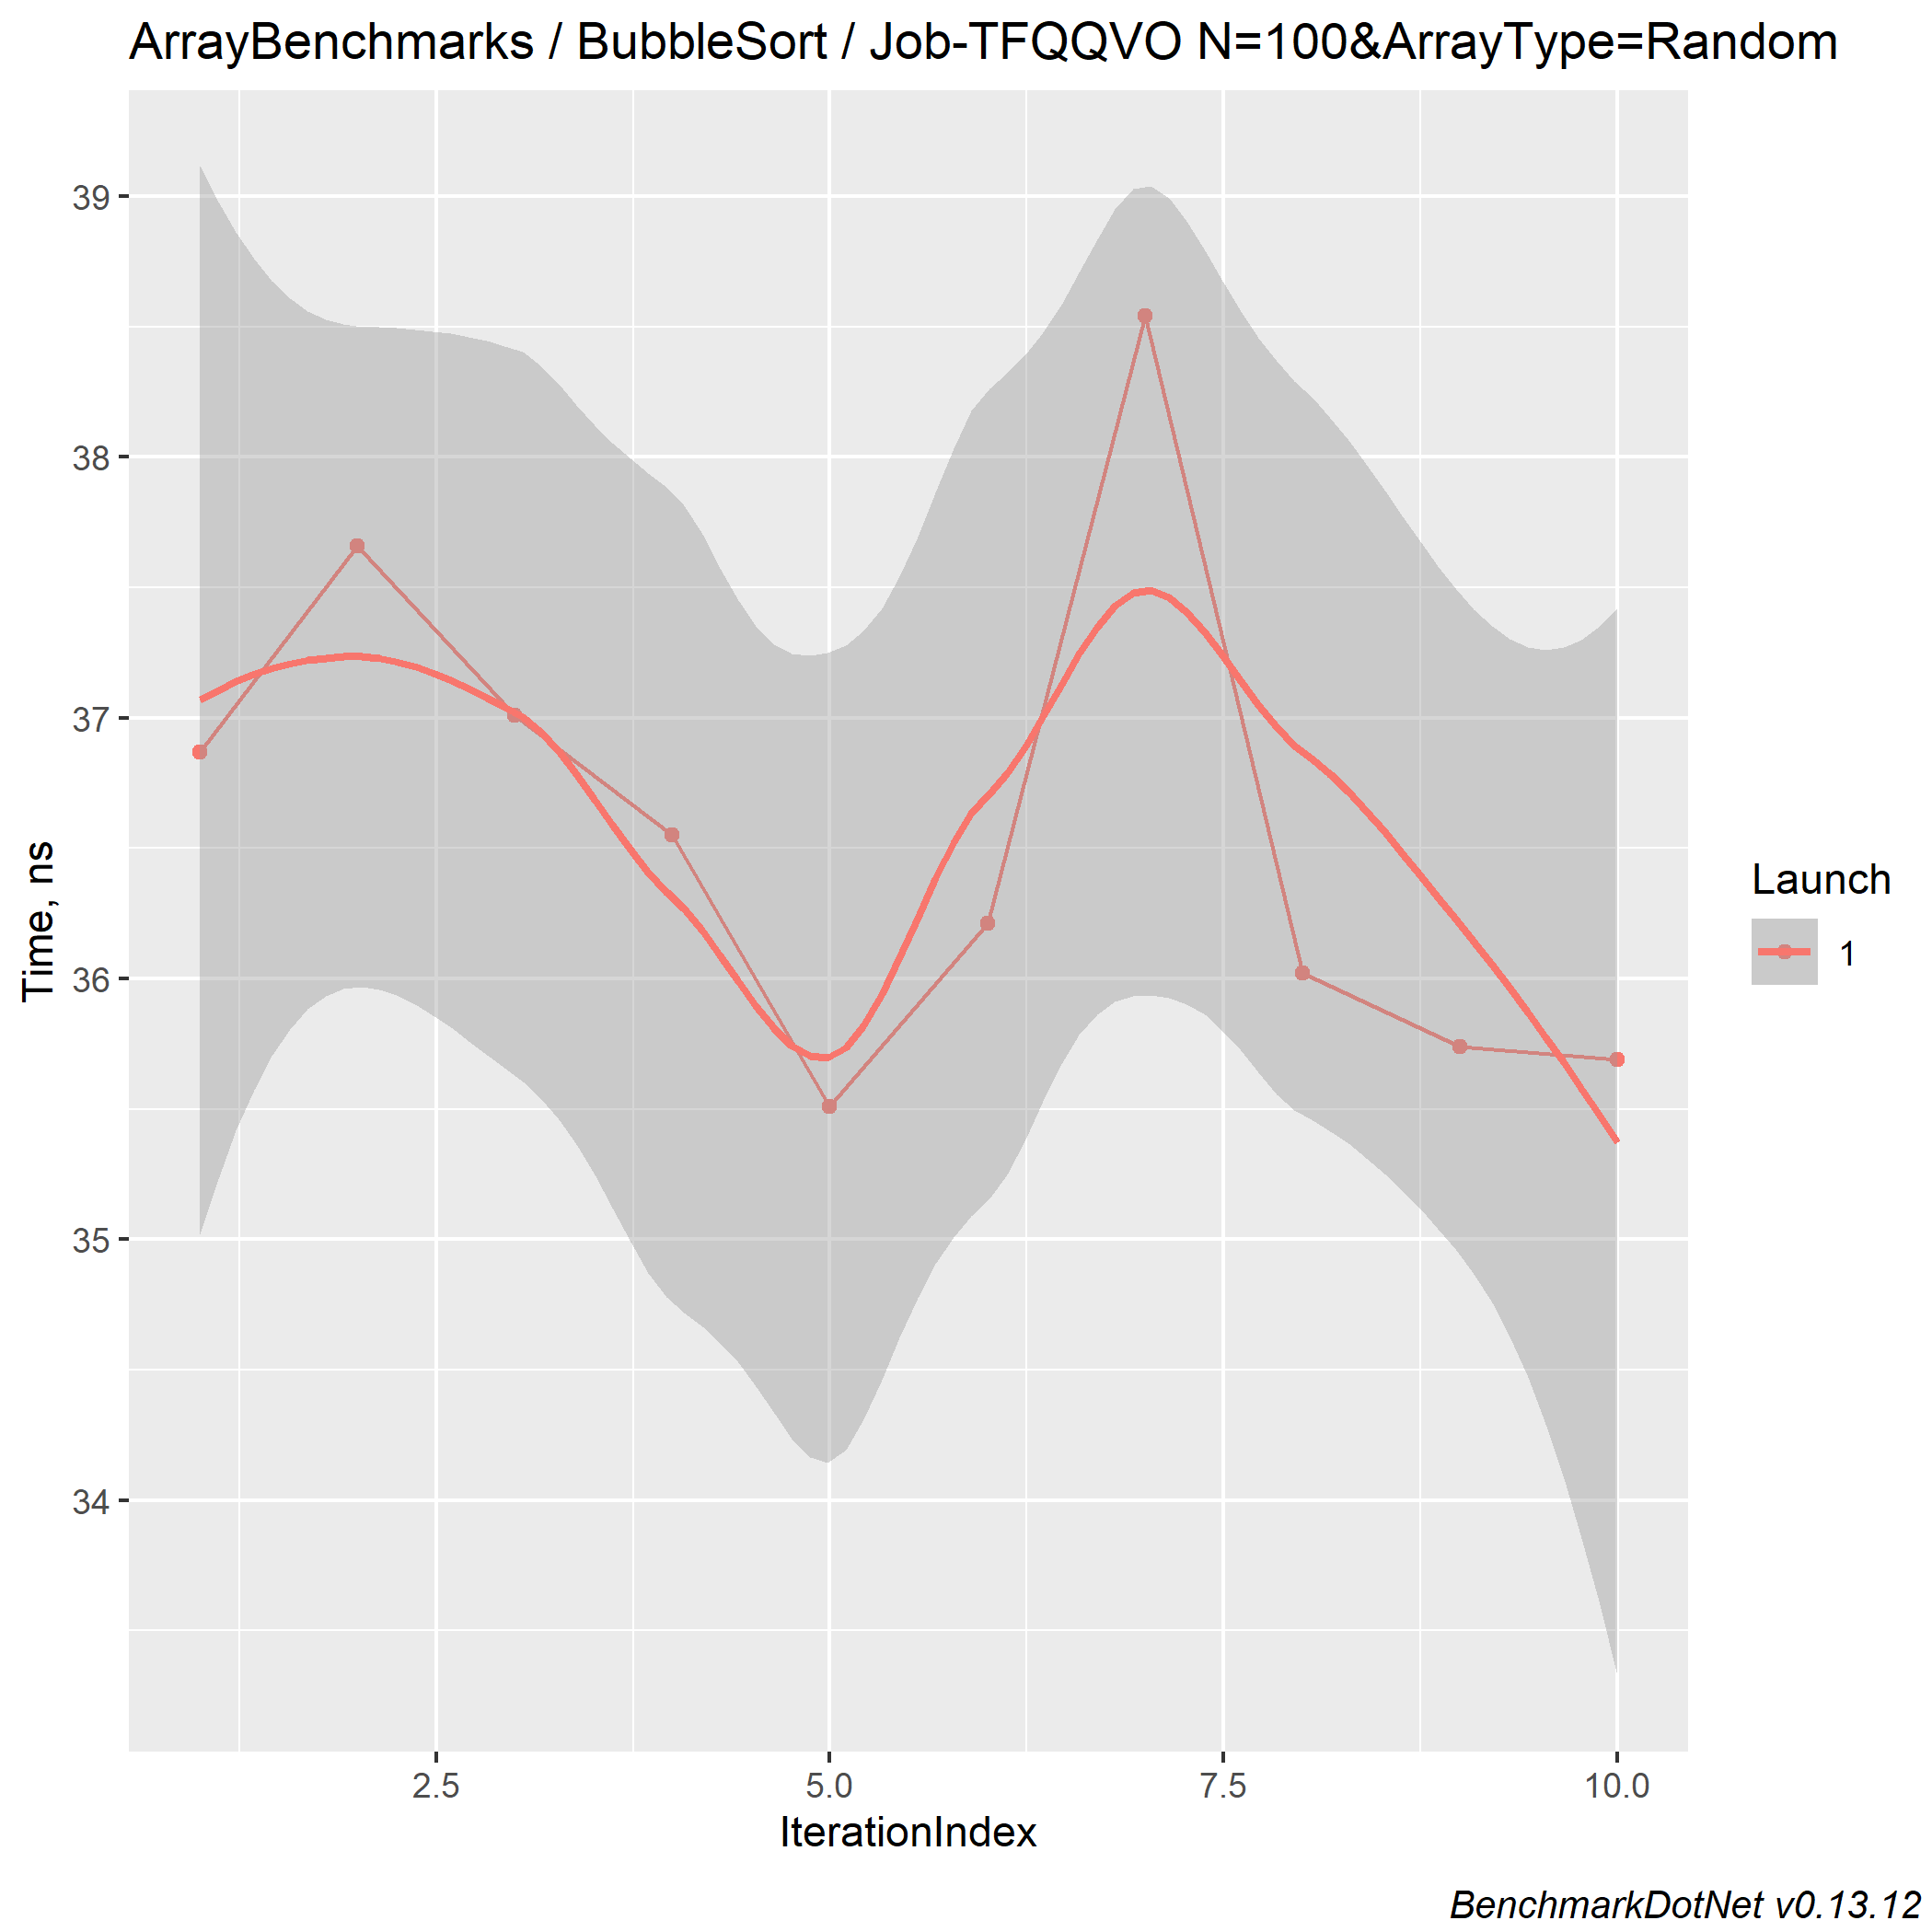 ArrayBenchmarks / BubbleSort / Job-TFQQVO N=100&ArrayType=Random
39
38
37
36
35
34
Time, ns
2.5 5.0 7.5 10.0
IterationIndex
Launch
1
BenchmarkDotNet v0.13.12